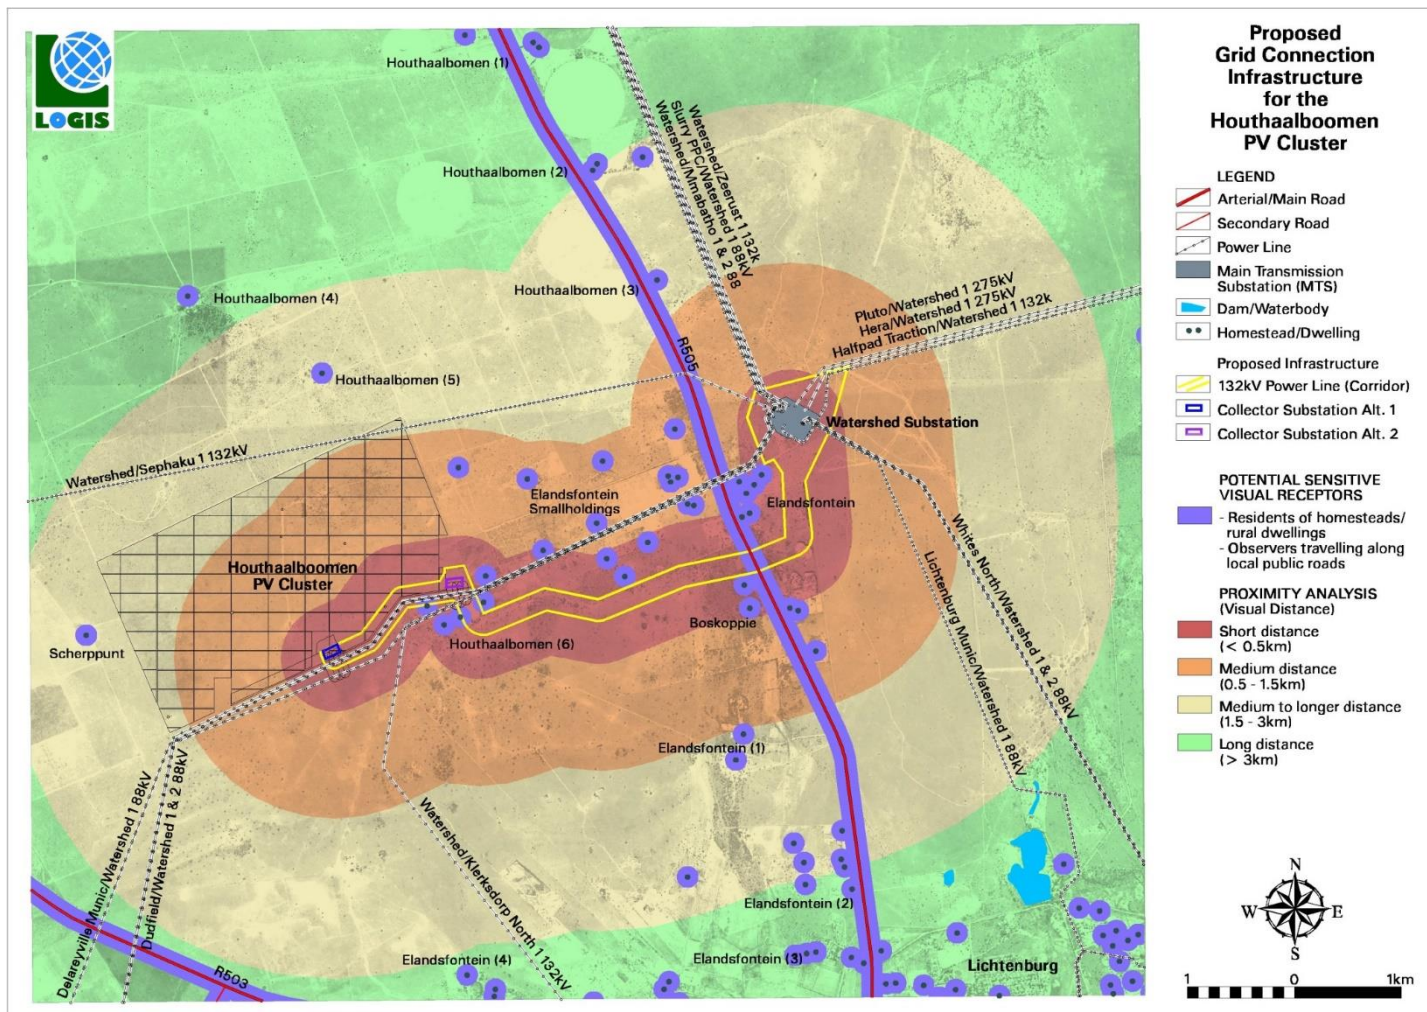 LOGIS
Proposed
Grid Connection
Infrastructure
for the
Houthaalboomen
PV Cluster
LEGEND
Arterial/Main Road
Secondary Road
Power Line
Main Transmission
Substation (MTS)
Dam/Waterbody
Homestead/Dwelling
Proposed Infrastructure
132kV Power Line (Corridor)
Collector Substation Alt. 1
Collector Substation Alt. 2
POTENTIAL SENSITIVE
VISUAL RECEPTORS
- Residents of homesteads/
rural dwellings
- Observers travelling along
local public roads
PROXIMITY ANALYSIS
(Visual Distance)
Short distance
(< 0.5km)
Medium distance
(0.5 - 1.5km)
Medium to longer distance
(1.5 - 3km)
Long distance
(> 3km)
N
W E
S
1 0 1km
Houthaalbomen (1)
Houthaalbomen (2)
Watershed/Zeerust 1 132k
Slurry PPC/Watershed 1 88kV
Watershed/Mmabatho 1 & 2 88
Houthaalbomen (3)
Houthaalbomen (4)
Pluto/Watershed 1 275kV
Hera/Watershed 1 275kV
Halfpad Traction/Watershed 1 132k
R505
Houthaalbomen (5)
Watershed Substation
Watershed/Sephaku 1 132kV
Elandsfontein
Smallholdings
Elandsfontein
Houthaalboomen
PV Cluster
Whites North/Watershed 1 & 2 88kV
Lichtenburg Munic/Watershed 1 88kV
Boskoppie
Scherppunt
Houthaalbomen (6)
Elandsfontein (1)
Delareyville Munic/Watershed 1 88kV
Dudfield/Watershed 1 & 2 88kV
Watershed/Klerksdorp North 1 132kV
Elandsfontein (2)
Elandsfontein (3)
Elandsfontein (4)
Lichtenburg
R503